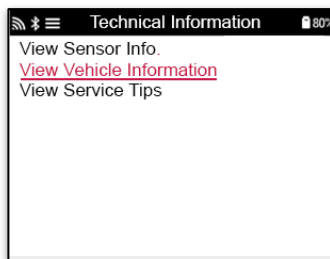 Technical Information 80%
View Sensor Info.
View Vehicle Information
View Service Tips